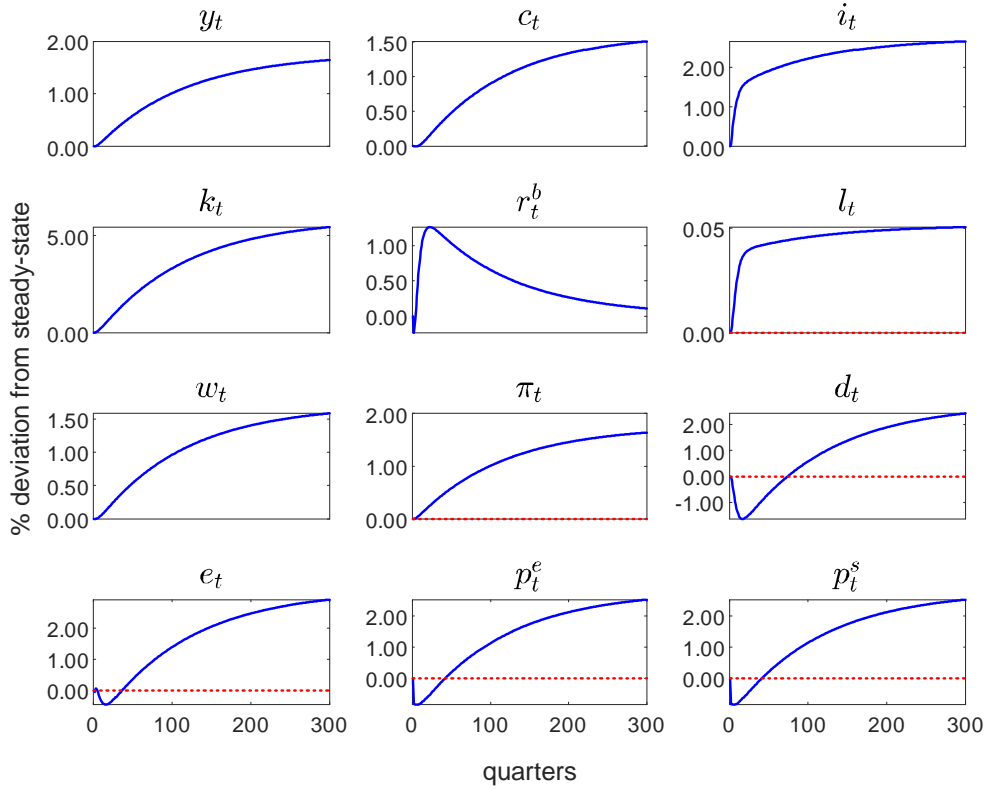 y_t c_t i_t
2.00 1.50
1.00 1.00 2.00
0.50 1.00
0.00 0.00 0.00
k_t r_t^b l_t
5.00 1.00 0.05
0.50
0.00 0.00 0.00
w_t π_t d_t
1.50 2.00 2.00
1.00 1.00 1.00
0.50 0.00
0.00 0.00 -1.00
e_t p_t^e p_t^s
2.00 2.00 2.00
1.00 1.00 1.00
0.00 0.00 0.00
0 100 200 300 0 100 200 300 0 100 200 300
quarters
% deviation from steady-state